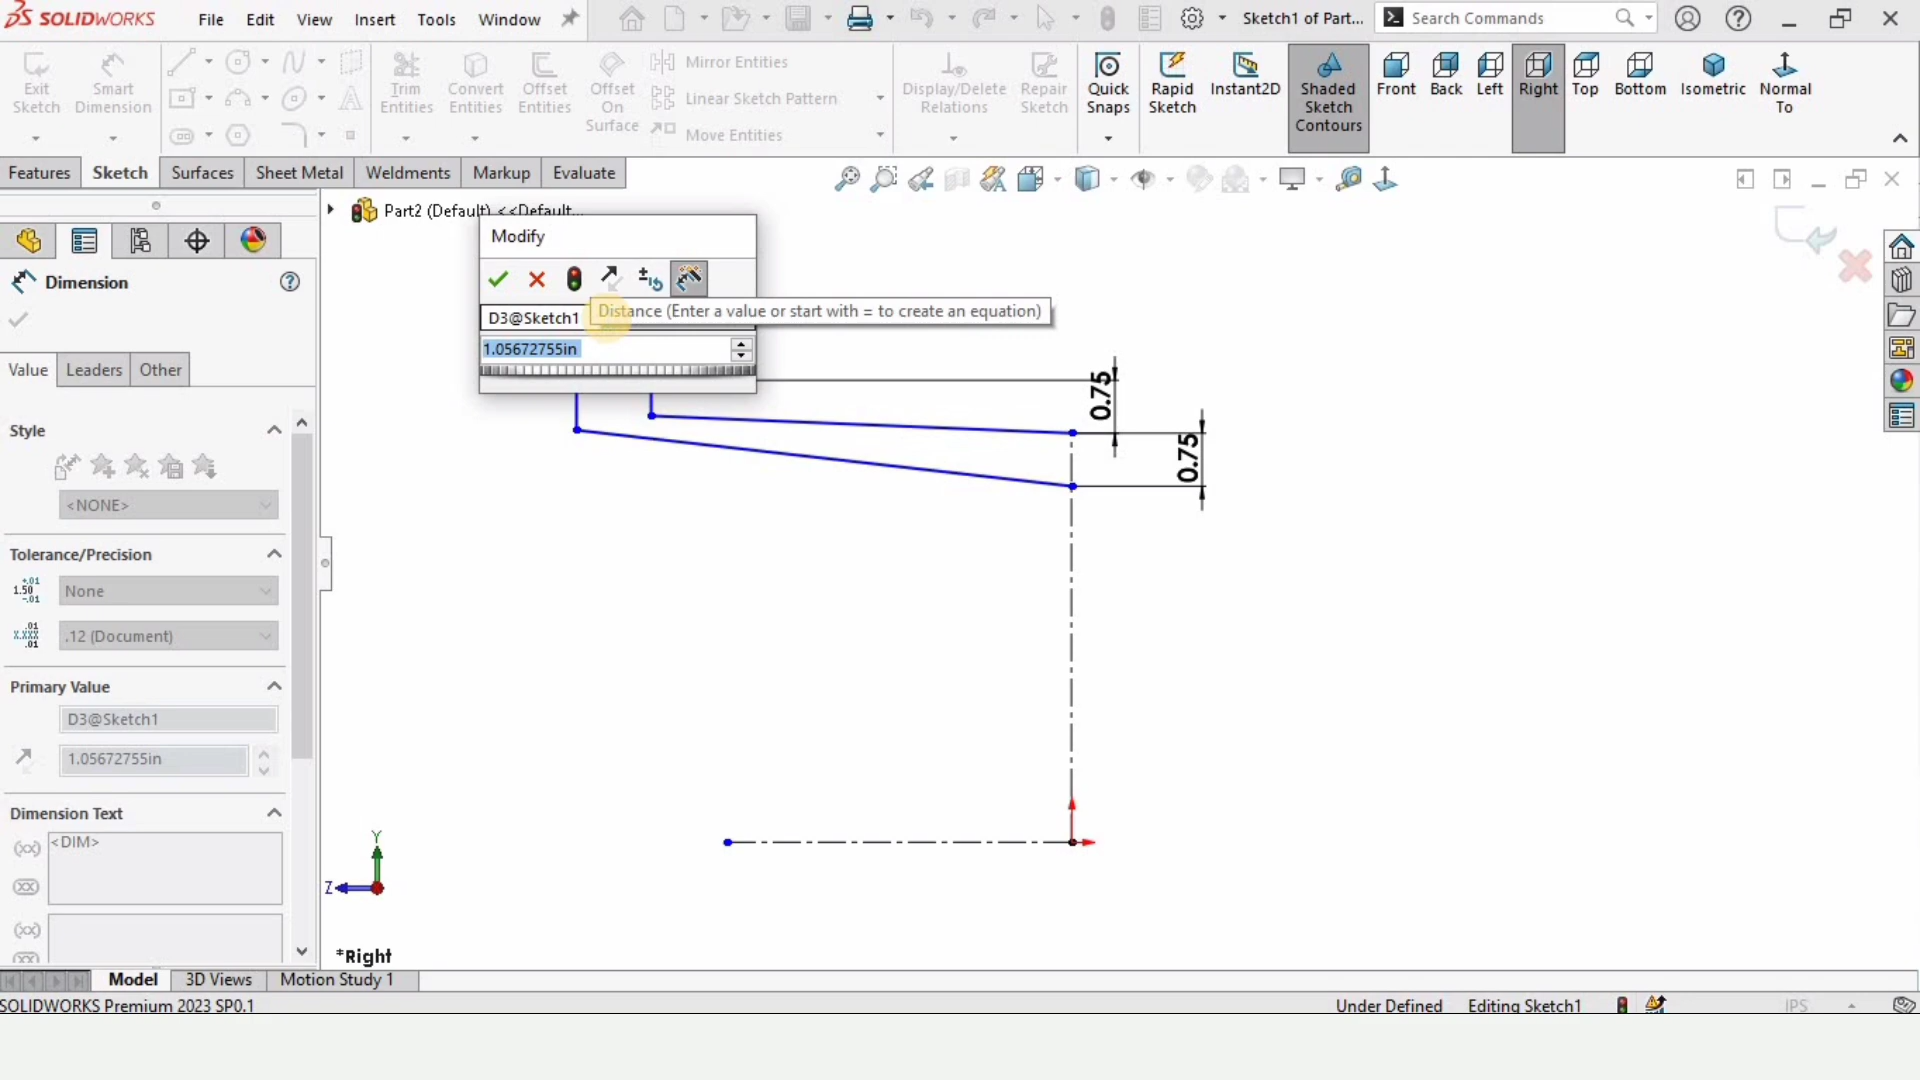 SOLIDWORKS File Edit View Insert Tools Window Sketch1 of Part... Search Commands
Exit Sketch
Smart Dimension
Trim Entities
Convert Entities
Offset Entities
Offset On Surface
Mirror Entities
Linear Sketch Pattern
Move Entities
Display/Delete Relations
Repair Sketch
Quick Snaps
Rapid Sketch
Instant2D
Shaded Sketch Contours
Front Back Left Right Top Bottom Isometric
Normal To
Features Sketch Surfaces Sheet Metal Weldments Markup Evaluate
Part2 (Default) <<Default...
Modify
Dimension
D3@Sketch1
Distance (Enter a value or start with = to create an equation)
1.05672755in
Value Leaders Other
0.75
0.75
Style
<NONE>
Tolerance/Precision
None
.12 (Document)
Primary Value
D3@Sketch1
1.05672755in
Dimension Text
<DIM>
Y
Z
*Right
Model 3D Views Motion Study 1
SOLIDWORKS Premium 2023 SP0.1 Under Defined Editing Sketch1 IPS